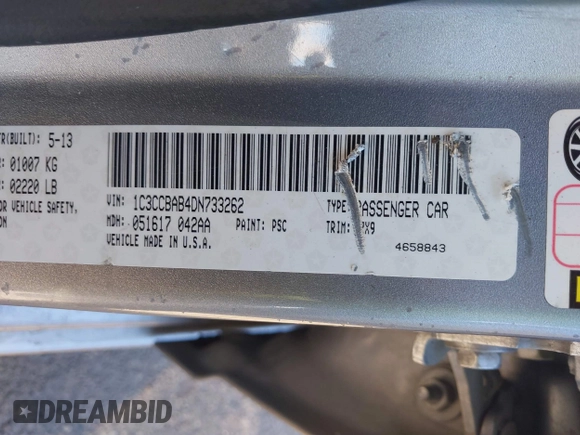 (BUILT): 5-13
01007 KG
02220 LB
OR VEHICLE SAFETY,
ON
VIN: 1C3CCBAB4DN733262
TYPE: PASSENGER CAR
MDH: 051617 042AA
PAINT: PSC
TRIM:
VEHICLE MADE IN U.S.A.
4658843
DREAMBID